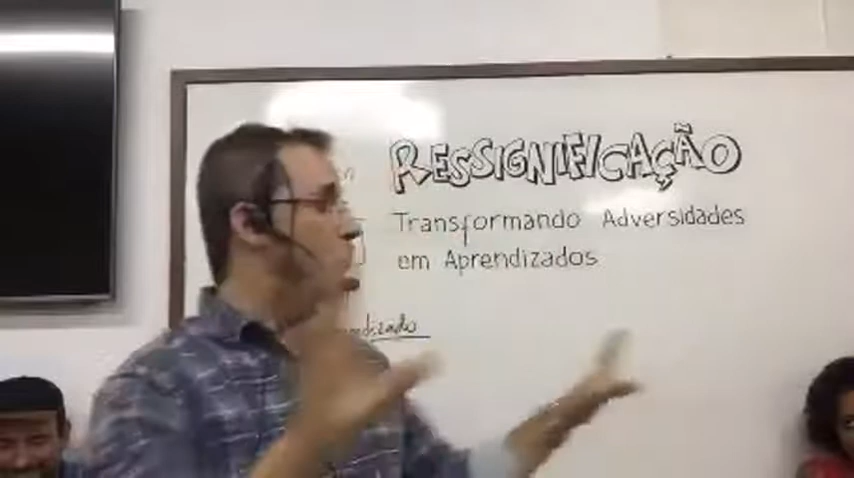 RESSIGNIFICAÇÃO
Transformando Adversidades
em Aprendizados